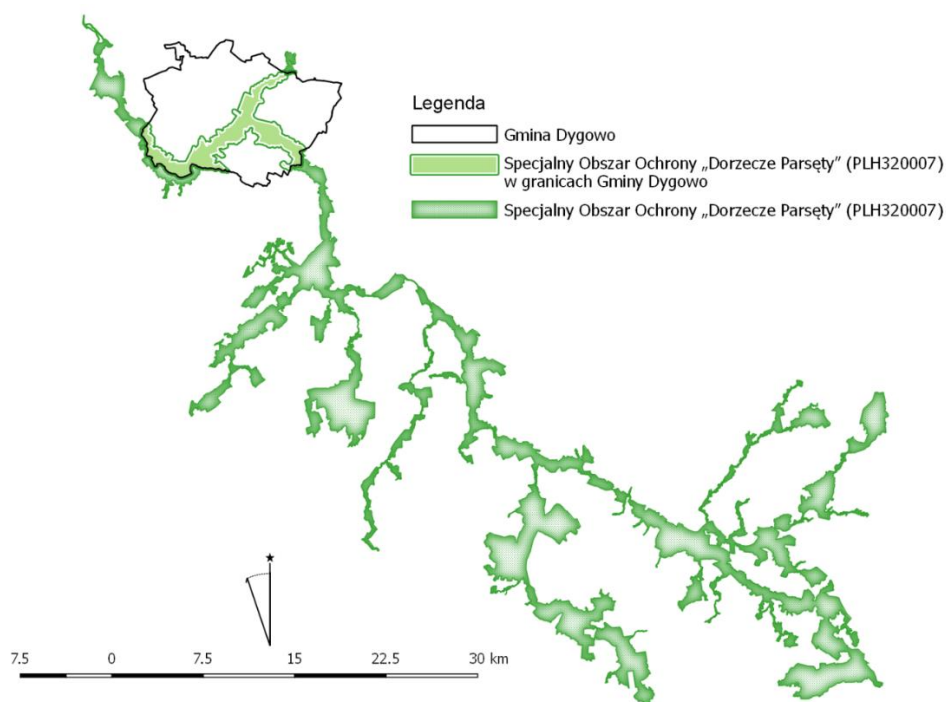 Legenda
Gmina Dygowo
Specjalny Obszar Ochrony „Dorzecze Parsęty” (PLH320007)
w granicach Gminy Dygowo
Specjalny Obszar Ochrony „Dorzecze Parsęty” (PLH320007)
7.5 0 7.5 15 22.5 30 km